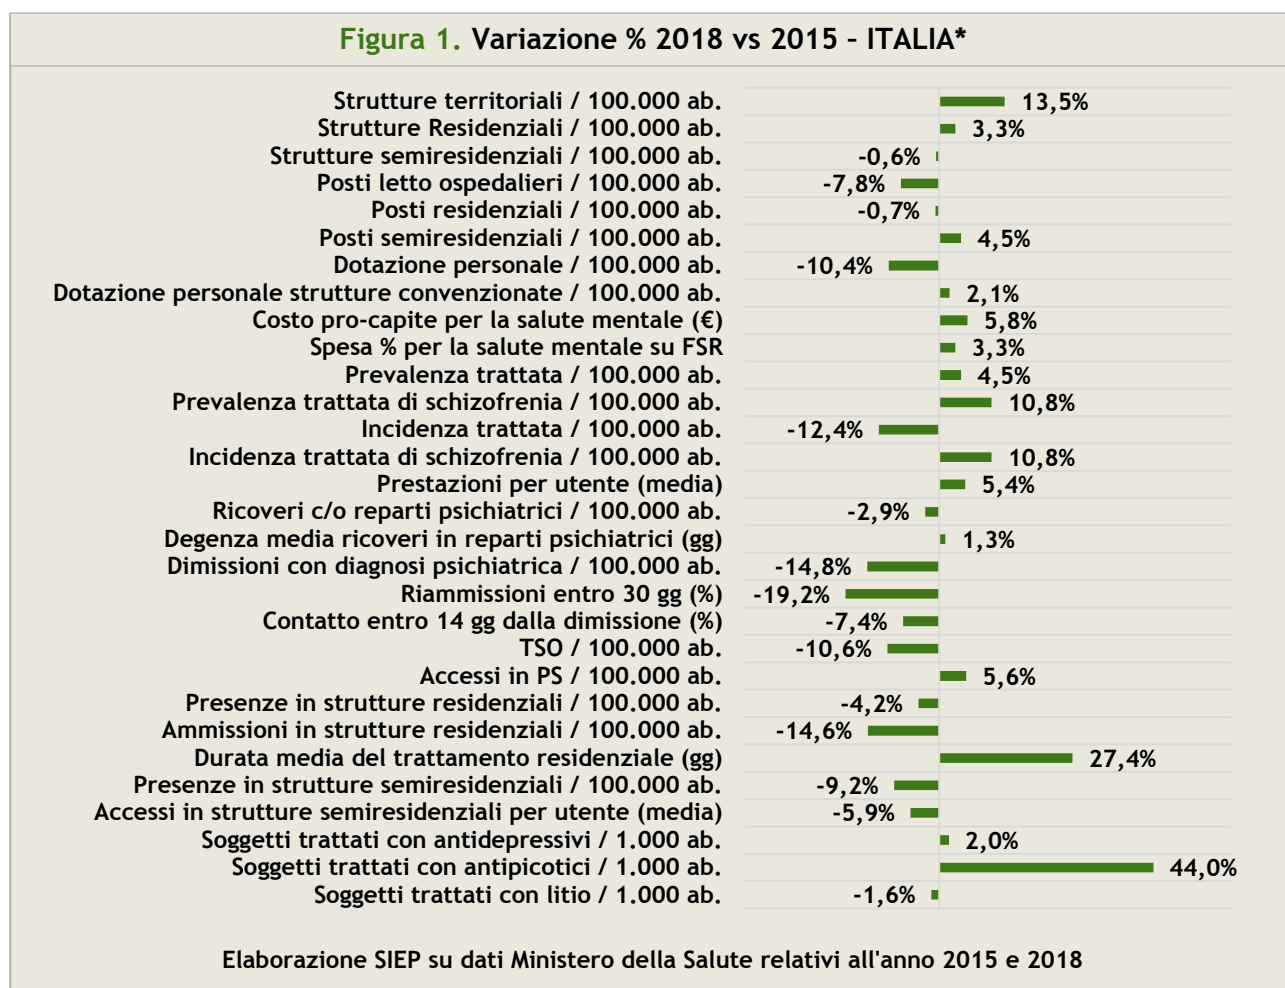 Figura 1. Variazione % 2018 vs 2015 - ITALIA*
Strutture territoriali / 100.000 ab. 13,5%
Strutture Residenziali / 100.000 ab. 3,3%
Strutture semiresidenziali / 100.000 ab. -0,6%
Posti letto ospedalieri / 100.000 ab. -7,8%
Posti residenziali / 100.000 ab. -0,7%
Posti semiresidenziali / 100.000 ab. 4,5%
Dotazione personale / 100.000 ab. -10,4%
Dotazione personale strutture convenzionate / 100.000 ab. 2,1%
Costo pro-capite per la salute mentale (€) 5,8%
Spesa % per la salute mentale su FSR 3,3%
Prevalenza trattata / 100.000 ab. 4,5%
Prevalenza trattata di schizofrenia / 100.000 ab. 10,8%
Incidenza trattata / 100.000 ab. -12,4%
Incidenza trattata di schizofrenia / 100.000 ab. 10,8%
Prestazioni per utente (media) 5,4%
Ricoveri c/o reparti psichiatrici / 100.000 ab. -2,9%
Degenza media ricoveri in reparti psichiatrici (gg) 1,3%
Dimissioni con diagnosi psichiatrica / 100.000 ab. -14,8%
Riammissioni entro 30 gg (%) -19,2%
Contatto entro 14 gg dalla dimissione (%) -7,4%
TSO / 100.000 ab. -10,6%
Accessi in PS / 100.000 ab. 5,6%
Presenze in strutture residenziali / 100.000 ab. -4,2%
Ammissioni in strutture residenziali / 100.000 ab. -14,6%
Durata media del trattamento residenziale (gg) 27,4%
Presenze in strutture semiresidenziali / 100.000 ab. -9,2%
Accessi in strutture semiresidenziali per utente (media) -5,9%
Soggetti trattati con antidepressivi / 1.000 ab. 2,0%
Soggetti trattati con antipicotici / 1.000 ab. 44,0%
Soggetti trattati con litio / 1.000 ab. -1,6%
Elaborazione SIEP su dati Ministero della Salute relativi all'anno 2015 e 2018